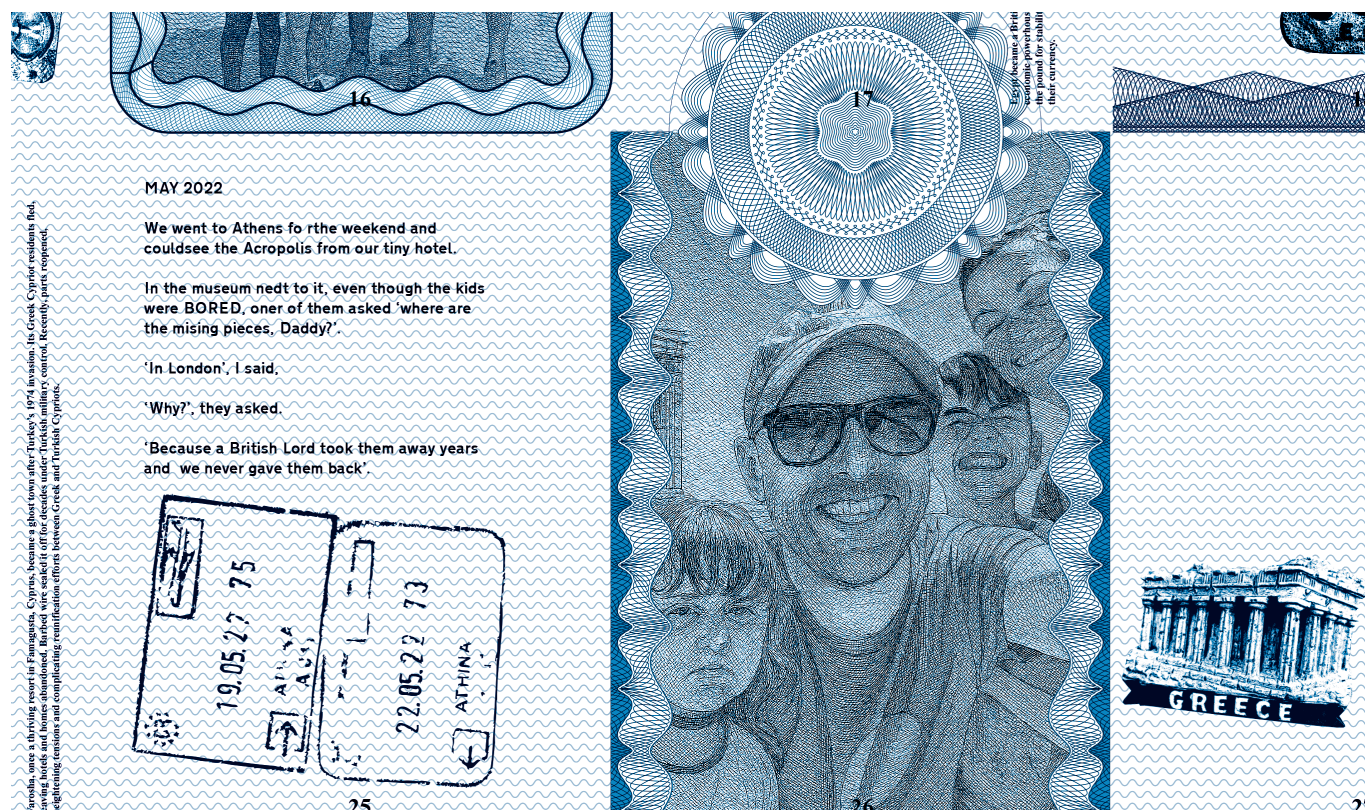 16
17
Egypt became a Briti
economic powerhous
the pound for stabilit
their currency.
MAY 2022
We went to Athens fo rthe weekend and
couldsee the Acropolis from our tiny hotel.
In the museum nedt to it, even though the kids
were BORED, oner of them asked ‘where are
the mising pieces, Daddy?’.
‘In London’, I said,
‘Why?’, they asked.
‘Because a British Lord took them away years
and  we never gave them back’.
arosha, once a thriving resort in Famagusta, Cyprus, became a ghost town after Turkey's 1974 invasion. Its Greek Cypriot residents fled,
eaving hotels and homes abandoned. Barbed wire sealed it off for decades under Turkish military control. Recently, parts reopened,
eightening tensions and complicating reunification efforts between Greek and Turkish Cypriots.
19.05.2? 75
22.05.22 73
ATHINA
GREECE
25
26
2